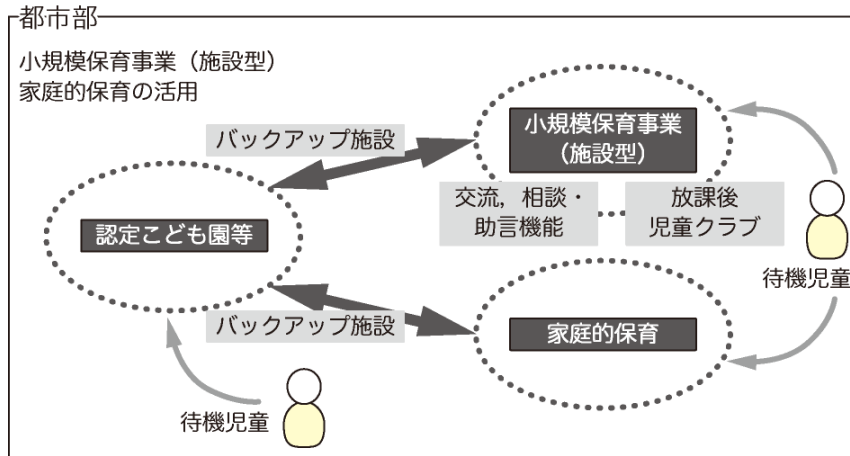 都市部
小規模保育事業（施設型）
家庭的保育の活用
バックアップ施設
小規模保育事業
（施設型）
交流，相談・
助言機能
放課後
児童クラブ
認定こども園等
待機児童
バックアップ施設
家庭的保育
待機児童